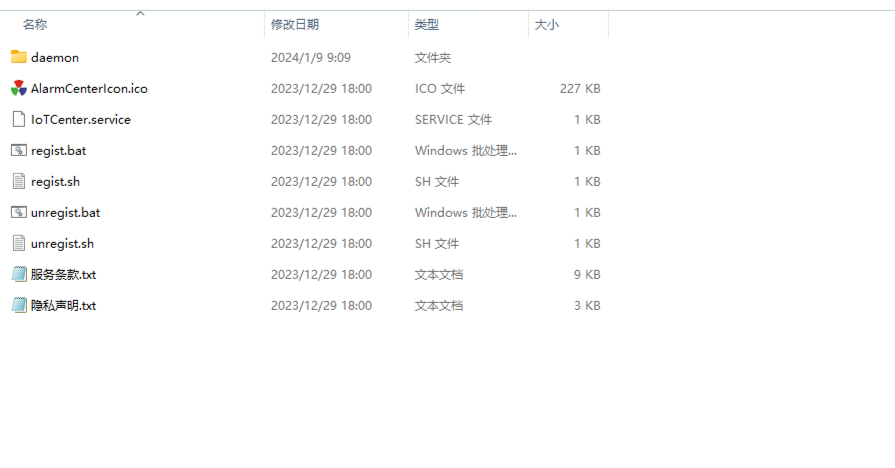 名称 修改日期 类型 大小
daemon 2024/1/9 9:09 文件夹
AlarmCenterIcon.ico 2023/12/29 18:00 ICO 文件 227 KB
IoTCenter.service 2023/12/29 18:00 SERVICE 文件 1 KB
regist.bat 2023/12/29 18:00 Windows 批处理... 1 KB
regist.sh 2023/12/29 18:00 SH 文件 1 KB
unregist.bat 2023/12/29 18:00 Windows 批处理... 1 KB
unregist.sh 2023/12/29 18:00 SH 文件 1 KB
服务条款.txt 2023/12/29 18:00 文本文档 9 KB
隐私声明.txt 2023/12/29 18:00 文本文档 3 KB